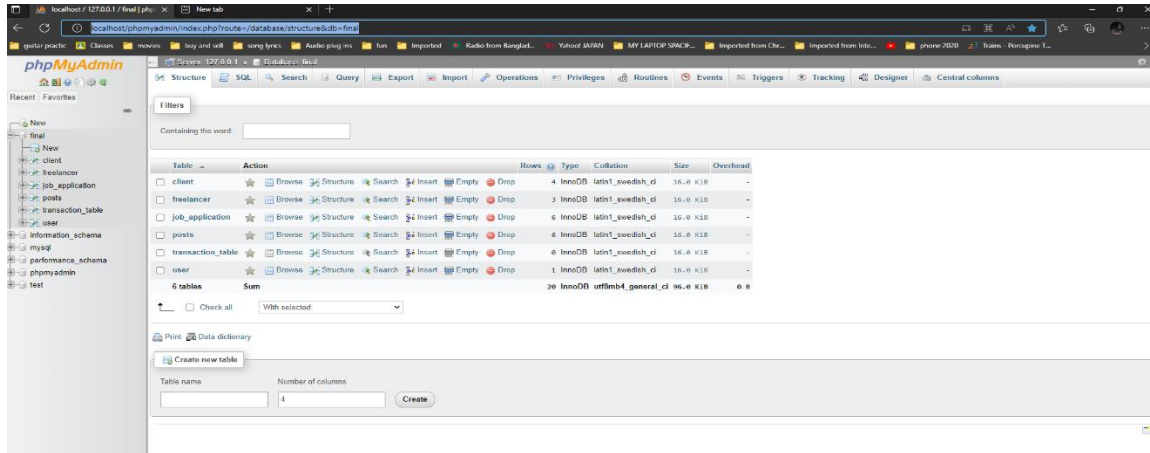 localhost / 127.0.0.1 / final | php
New tab
localhost/phpmyadmin/index.php?route=/database/structure&db=final
guitar practic Classes movies buy and sell song lyrics Audio plug ins fun Imported Radio from Banglad... Yahoo! JAPAN MY LAPTOP SPACIF... Imported from Chr... Imported from Inte... phone 2020 Trains - Porcupine T...
phpMyAdmin
Recent Favorites
New
final
New
client
freelancer
job_application
posts
transaction_table
user
information_schema
mysql
performance_schema
phpmyadmin
test
Server: 127.0.0.1 » Database: final
Structure SQL Search Query Export Import Operations Privileges Routines Events Triggers Tracking Designer Central columns
Filters
Containing the word:
Table Action Rows Type Collation Size Overhead
client Browse Structure Search Insert Empty Drop 4 InnoDB latin1_swedish_ci 16.0 KiB -
freelancer Browse Structure Search Insert Empty Drop 3 InnoDB latin1_swedish_ci 16.0 KiB -
job_application Browse Structure Search Insert Empty Drop 6 InnoDB latin1_swedish_ci 16.0 KiB -
posts Browse Structure Search Insert Empty Drop 6 InnoDB latin1_swedish_ci 16.0 KiB -
transaction_table Browse Structure Search Insert Empty Drop 0 InnoDB latin1_swedish_ci 16.0 KiB -
user Browse Structure Search Insert Empty Drop 1 InnoDB latin1_swedish_ci 16.0 KiB -
6 tables Sum 20 InnoDB utf8mb4_general_ci 96.0 KiB 0 B
Check all With selected:
Print Data dictionary
Create new table
Table name Number of columns
4 Create